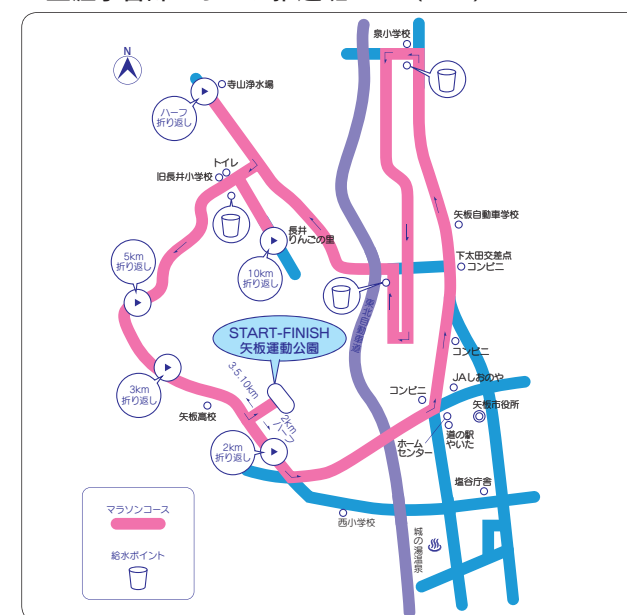 泉小学校
N
寺山浄水場
ハーフ
折り返し
トイレ
旧長井小学校
長井
りんごの里
矢板自動車学校
5km
折り返し
10km
折り返し
下太田交差点
コンビニ
START-FINISH
矢板運動公園
東北自動車道
コンビニ
3km
折り返し
3.5.10km
JAしおのや
コンビニ
矢板高校
2km
ハーフ
矢板市役所
道の駅
やいた
ホーム
センター
2km
折り返し
塩谷庁舎
マラソンコース
西小学校
城の湯温泉
給水ポイント